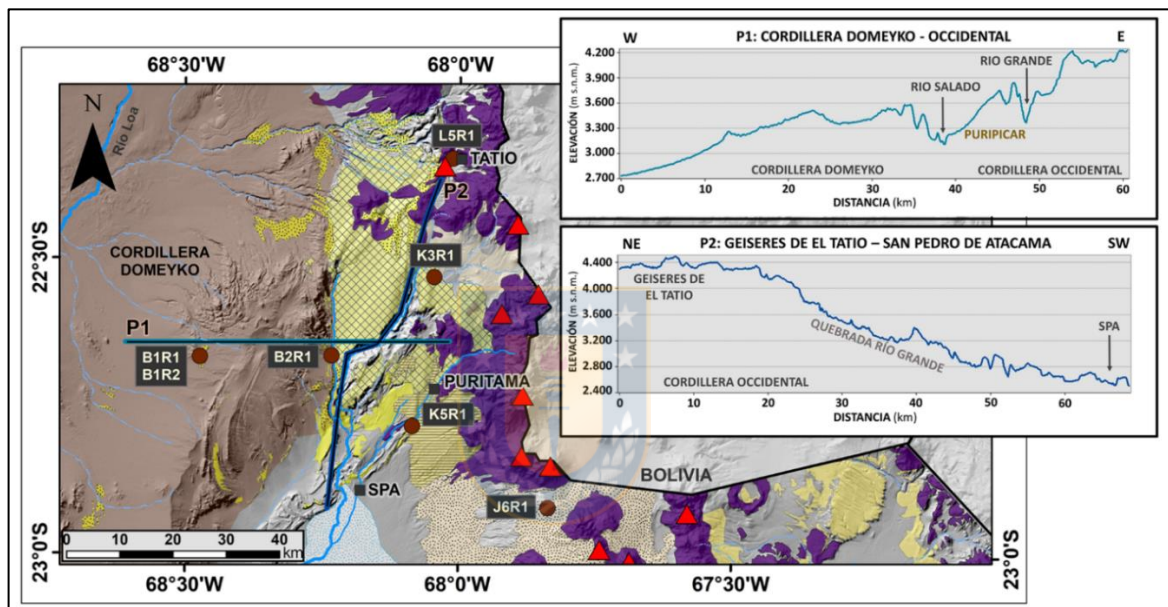 68°30'W
68°0'W
N
Río Loa
L5R1
TATIO
P2
22°30'S
22°30'S
CORDILLERA
DOMEYKO
K3R1
P1
B1R1
B1R2
B2R1
PURITAMA
K5R1
SPA
BOLIVIA
J6R1
23°0'S
23°0'S
0 10 20 30 40
km
68°30'W
68°0'W
67°30'W
P1: CORDILLERA DOMEYKO - OCCIDENTAL
W
E
4.200
3.900
3.600
3.300
3.000
2.700
ELEVACIÓN (m s.n.m.)
RIO GRANDE
RIO SALADO
PURIPICAR
CORDILLERA DOMEYKO
CORDILLERA OCCIDENTAL
0 10 20 30 40 50 60
DISTANCIA (km)
P2: GEISERES DE EL TATIO – SAN PEDRO DE ATACAMA
NE
SW
4.400
4.000
3.600
3.200
2.800
2.400
ELEVACIÓN (m s.n.m.)
GEISERES DE
EL TATIO
QUEBRADA RÍO GRANDE
SPA
CORDILLERA OCCIDENTAL
0 10 20 30 40 50 60
DISTANCIA (km)